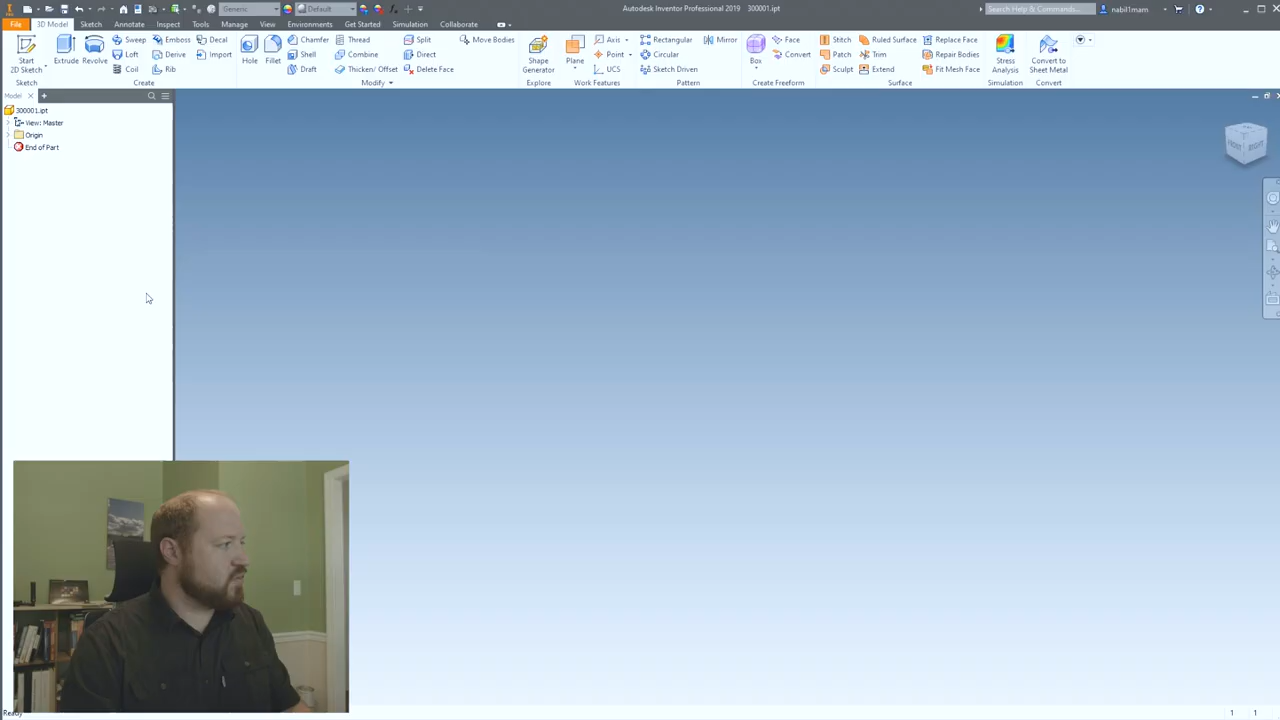 Generic
Default
Autodesk Inventor Professional 2019   300001.ipt
Search Help & Commands...
nabil1mam
File 3D Model Sketch Annotate Inspect Tools Manage View Environments Get Started Simulation Collaborate
Start 2D Sketch
Extrude
Revolve
Sweep Emboss Decal
Loft Derive Import
Coil Rib
Hole
Fillet
Chamfer Thread Split Move Bodies
Shell Combine Direct
Draft Thicken/ Offset Delete Face
Shape Generator
Plane
Axis
Point
UCS
Rectangular Mirror
Circular
Sketch Driven
Box
Face
Convert
Stitch Ruled Surface Replace Face
Patch Trim Repair Bodies
Sculpt Extend Fit Mesh Face
Stress Analysis
Convert to Sheet Metal
Sketch Create Modify Explore Work Features Pattern Create Freeform Surface Simulation Convert
Model
300001.ipt
View: Master
Origin
End of Part
FRONT RIGHT
Ready
1 1